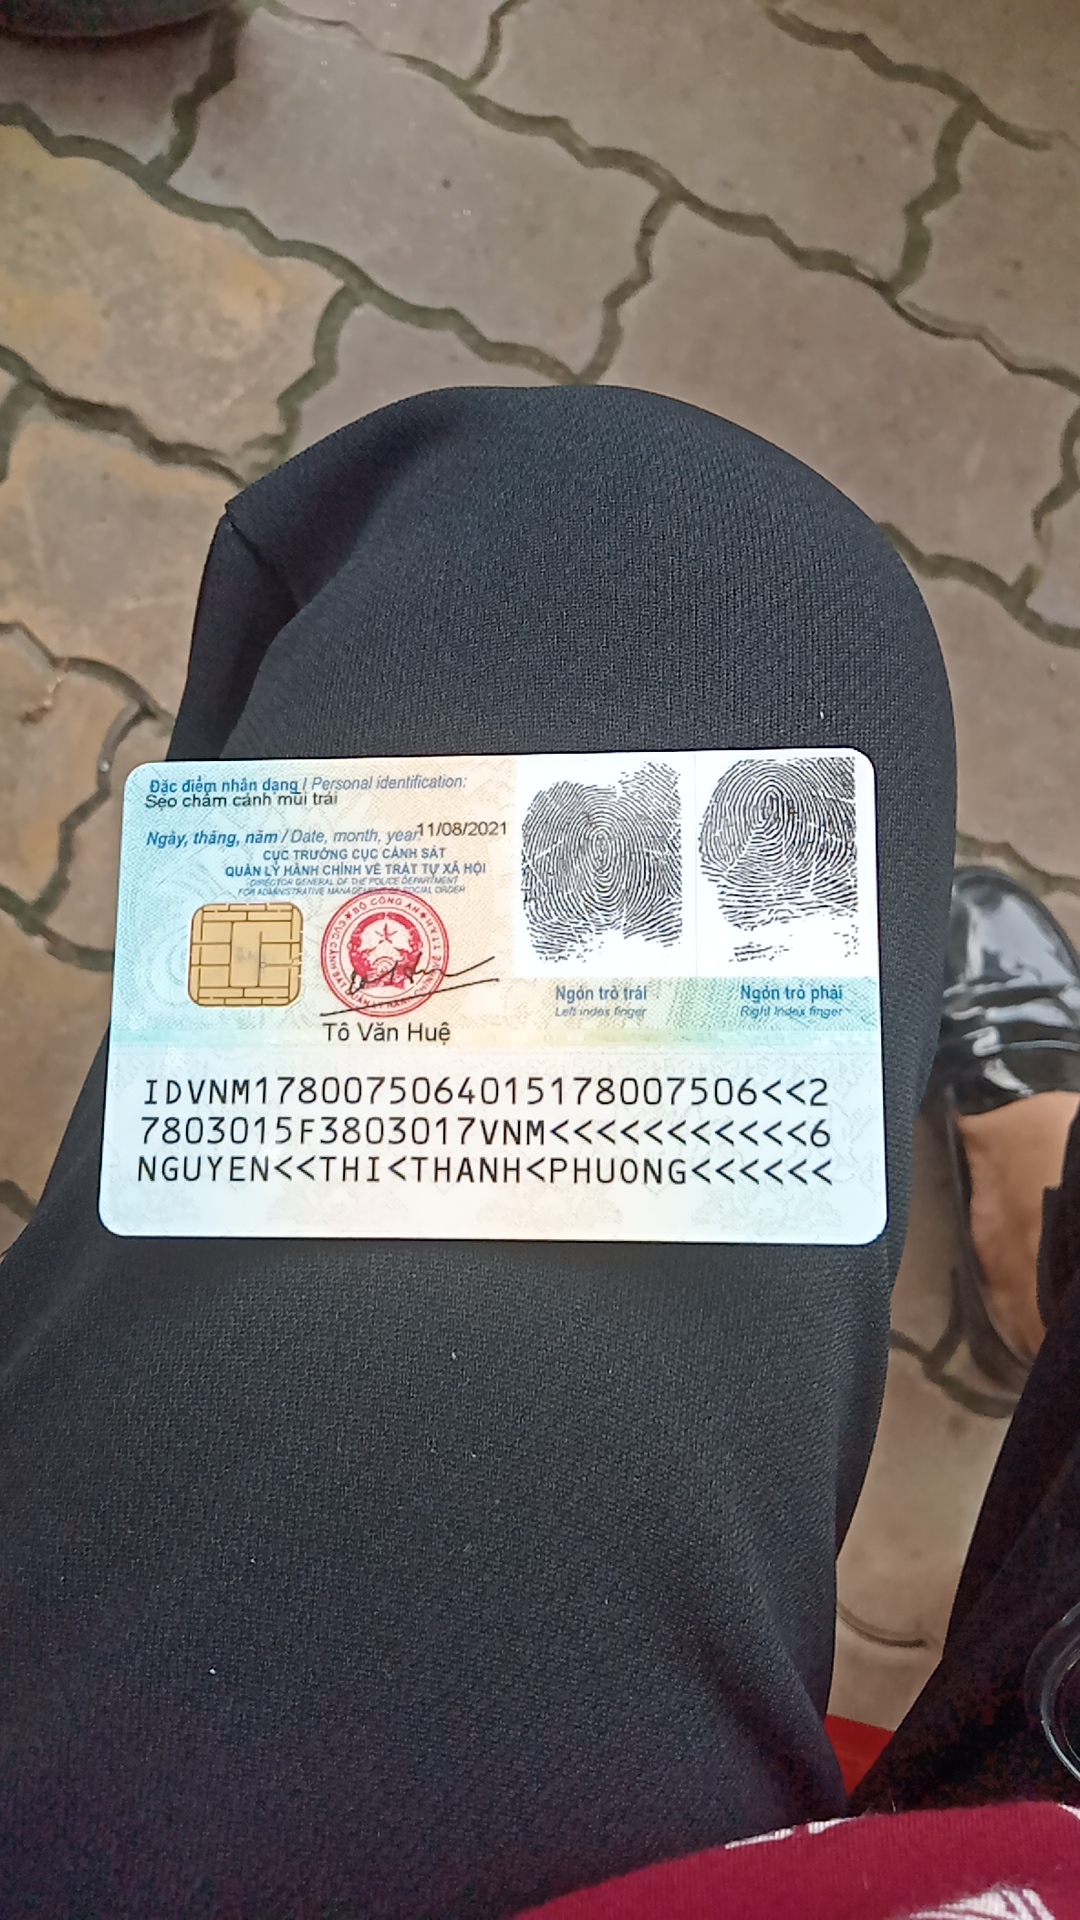 Đặc điểm nhân dạng / Personal identification:
Sẹo chấm cánh mũi trái
Ngày, tháng, năm / Date, month, year 11/08/2021
CỤC TRƯỞNG CỤC CẢNH SÁT
QUẢN LÝ HÀNH CHÍNH VỀ TRẬT TỰ XÃ HỘI
DIRECTOR GENERAL OF THE POLICE DEPARTMENT
FOR ADMINISTRATIVE MANAGEMENT OF SOCIAL ORDER
BỘ CÔNG AN
Tô Văn Huệ
Ngón trỏ trái
Left index finger
Ngón trỏ phải
Right index finger
IDVNM1780075064015178007506<<2
7803015F3803017VNM<<<<<<<<<<<6
NGUYEN<<THI<THANH<PHUONG<<<<<<